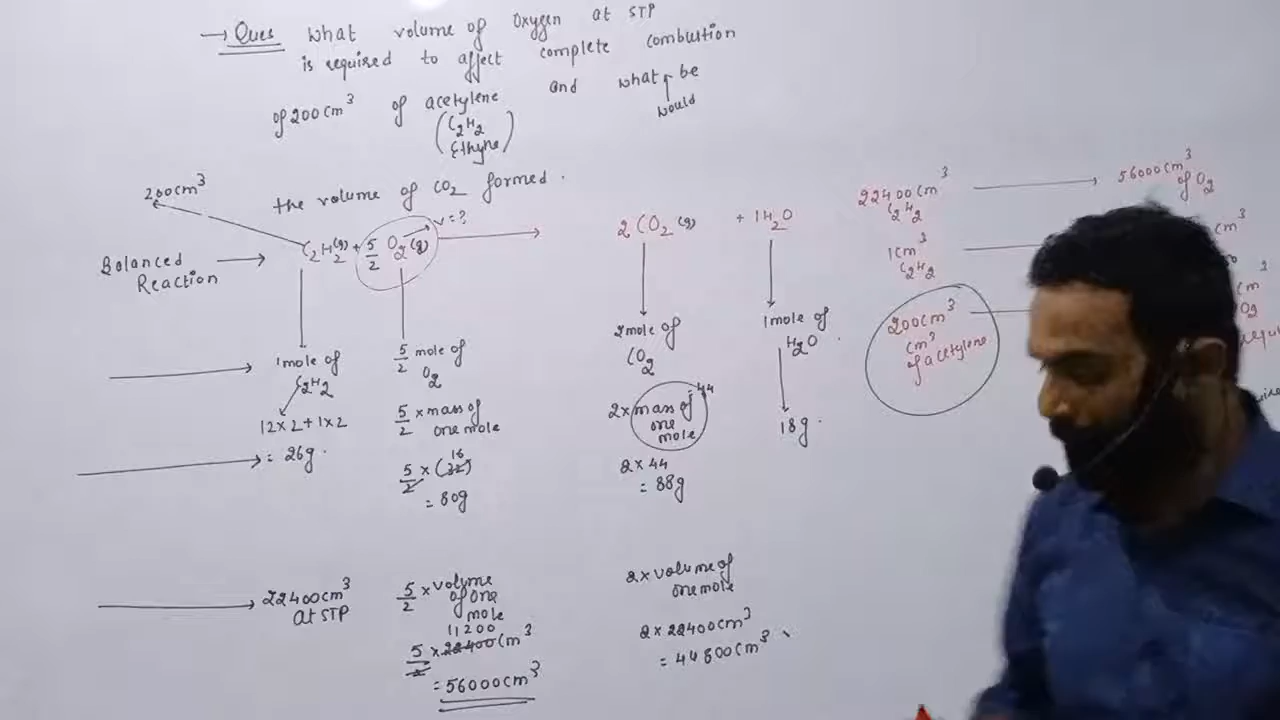 → Ques What volume of Oxygen at STP
is required to affect complete combustion
of 200cm³ of acetylene and what would be
(C₂H₂
Ethyne)
the volume of CO₂ formed.
200cm³
v=?
Balanced
Reaction → C₂H₂(g) + 5/2 O₂(g) → 2CO₂(g) + 1H₂O
1mole of
C₂H₂
12×2+1×2
= 26g.
5/2 mole of
O₂
5/2 × mass of
one mole
5/2 × (32) 16
= 80g
2mole of
CO₂
2× mass of 44
one
mole
2×44
= 88g
1mole of
H₂O
18g.
22400cm³
at STP
5/2 × volume
of one
mole
11200
5/2 × 22400cm³
= 56000cm³
2× volume of
one mole
2×22400cm³
= 44800cm³
22400cm³ → 56000cm³
C₂H₂ of O₂
1cm³ cm³
C₂H₂
200cm³ cm³
cm³ O₂
of acetylene